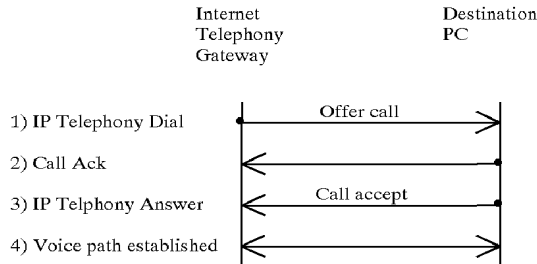 Internet
Telephony
Gateway
Destination
PC
1) IP Telephony Dial
Offer call
2) Call Ack
3) IP Telphony Answer
Call accept
4) Voice path established